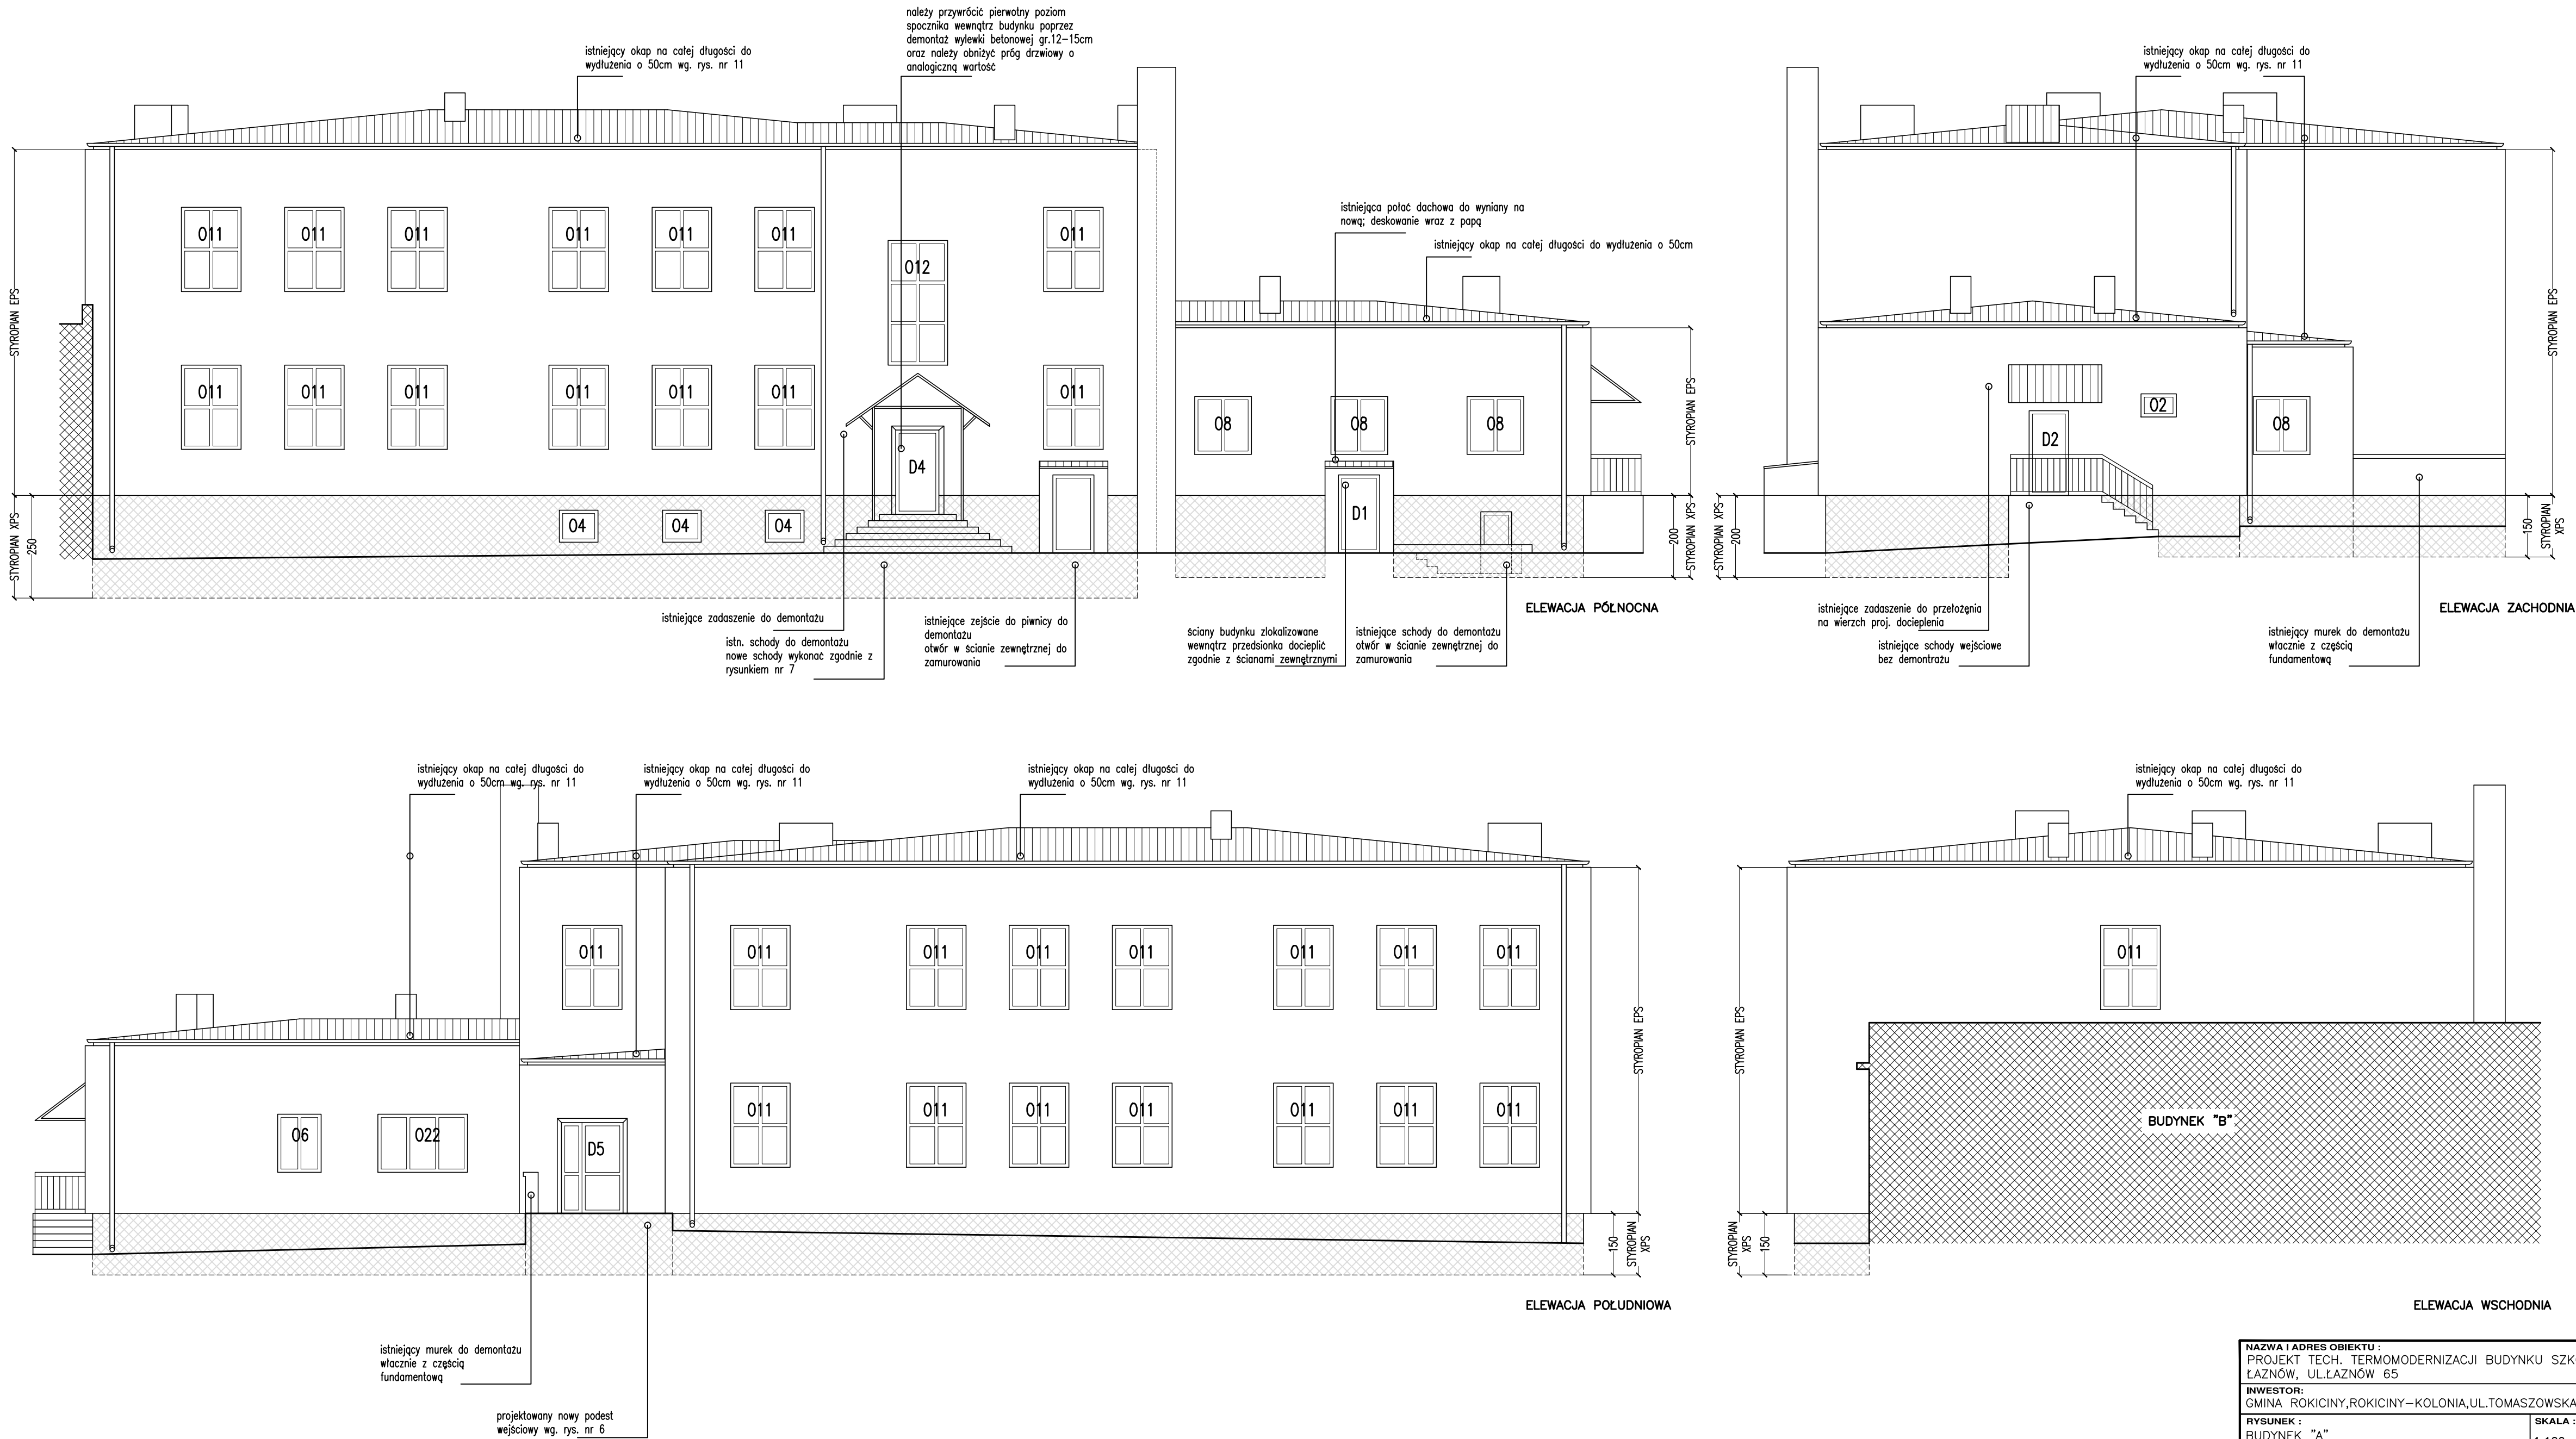 należy przywrócić pierwotny poziom
spocznika wewnątrz budynku poprzez
demontaż wylewki betonowej gr.12–15cm
oraz należy obniżyć próg drzwiowy o
analogiczną wartość
istniejący okap na całej długości do
wydłużenia o 50cm wg. rys. nr 11
istniejąca połać dachowa do wyniany na
nową; deskowanie wraz z papą
istniejący okap na całej długości do wydłużenia o 50cm
O11
O11
O11
O11
O11
O11
O12
O11
O11
O11
O11
O11
O11
O11
O11
O8
O8
O8
D4
D1
O4
O4
O4
STYROPIAN EPS
STYROPIAN XPS
250
STYROPIAN EPS
200
STYROPIAN XPS
istniejące zadaszenie do demontażu
istn. schody do demontażu
nowe schody wykonać zgodnie z
rysunkiem nr 7
istniejące zejście do piwnicy do
demontażu
otwór w ścianie zewnętrznej do
zamurowania
ściany budynku zlokalizowane
wewnątrz przedsionka docieplić
zgodnie z ścianami zewnętrznymi
istniejące schody do demontażu
otwór w ścianie zewnętrznej do
zamurowania
ELEWACJA PÓŁNOCNA
istniejący okap na całej długości do
wydłużenia o 50cm wg. rys. nr 11
O2
D2
O8
STYROPIAN XPS
200
STYROPIAN EPS
150
STYROPIAN
XPS
istniejące zadaszenie do przełożenia
na wierzch proj. docieplenia
istniejące schody wejściowe
bez demontrażu
istniejący murek do demontażu
włacznie z częścią
fundamentową
ELEWACJA ZACHODNIA
istniejący okap na całej długości do
wydłużenia o 50cm wg. rys. nr 11
istniejący okap na całej długości do
wydłużenia o 50cm wg. rys. nr 11
istniejący okap na całej długości do
wydłużenia o 50cm wg. rys. nr 11
O11
O11
O11
O11
O11
O11
O11
O11
O6
O22
D5
O11
O11
O11
O11
O11
O11
O11
STYROPIAN EPS
150
STYROPIAN
XPS
ELEWACJA POŁUDNIOWA
istniejący murek do demontażu
włacznie z częścią
fundamentową
projektowany nowy podest
wejściowy wg. rys. nr 6
istniejący okap na całej długości do
wydłużenia o 50cm wg. rys. nr 11
O11
STYROPIAN EPS
BUDYNEK "B"
STYROPIAN
XPS
150
ELEWACJA WSCHODNIA
NAZWA I ADRES OBIEKTU :
PROJEKT TECH. TERMOMODERNIZACJI BUDYNKU SZK
ŁAZNÓW, UL.ŁAZNÓW 65
INWESTOR:
GMINA ROKICINY,ROKICINY–KOLONIA,UL.TOMASZOWSKA
RYSUNEK :
SKALA :
BUDYNEK "A"